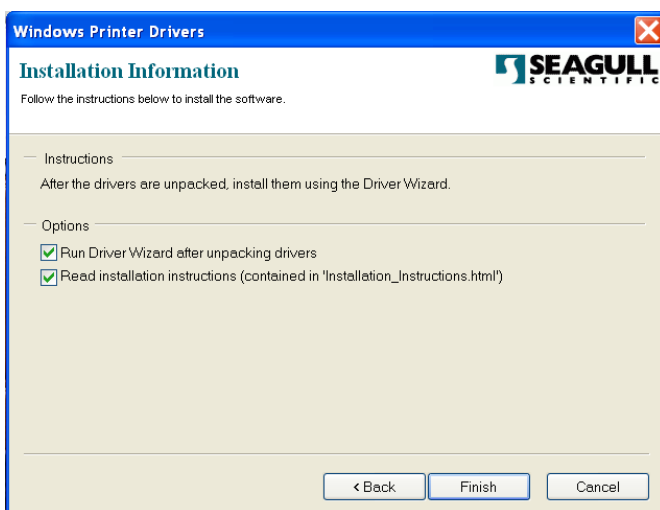 Windows Printer Drivers
Installation Information
SEAGULL
SCIENTIFIC
Follow the instructions below to install the software.
Instructions
After the drivers are unpacked, install them using the Driver Wizard.
Options
Run Driver Wizard after unpacking drivers
Read installation instructions (contained in 'Installation_Instructions.html')
< Back
Finish
Cancel